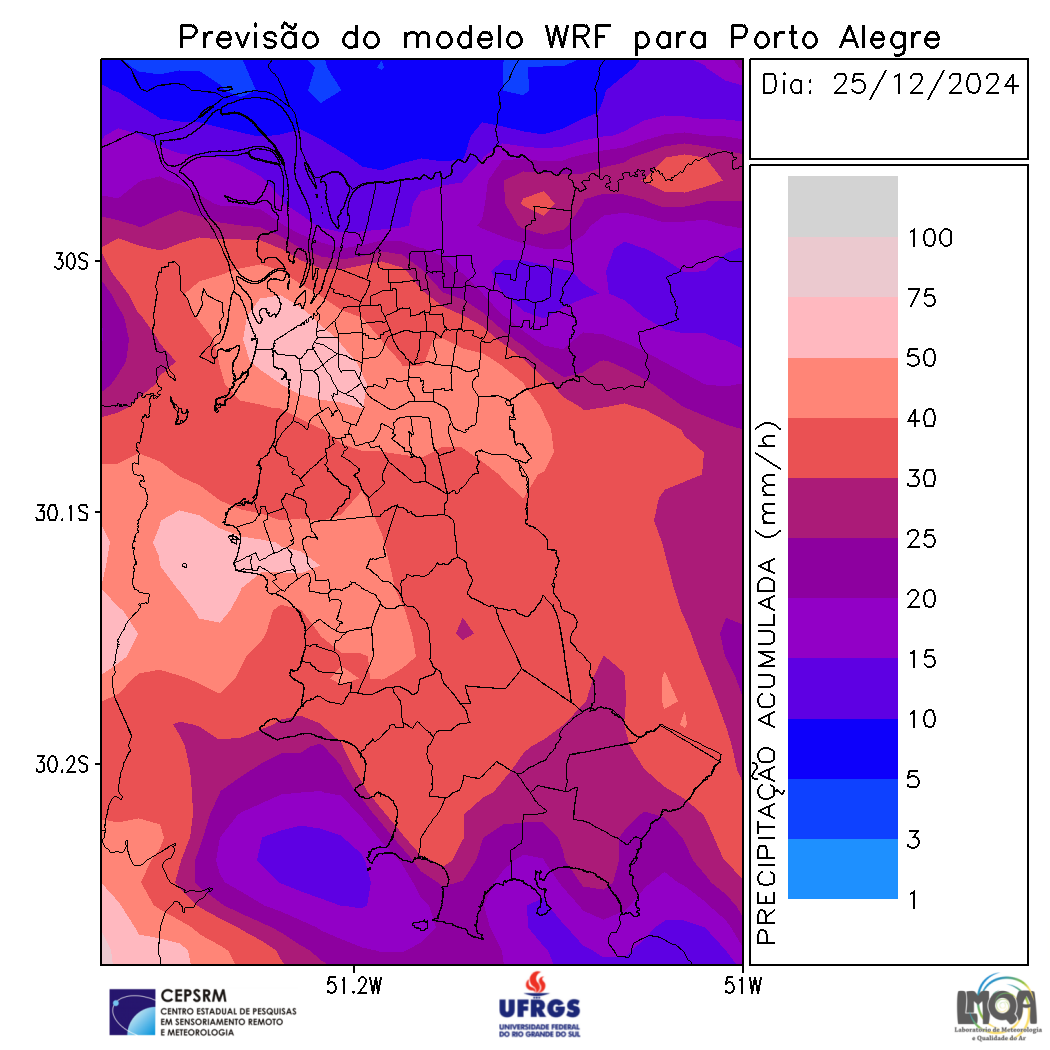 Previsão do modelo WRF para Porto Alegre
Dia: 25/12/2024
30S
30.1S
30.2S
51.2W
51W
PRECIPITAÇÃO ACUMULADA (mm/h)
100
75
50
40
30
25
20
15
10
5
3
1
CEPSRM
CENTRO ESTADUAL DE PESQUISAS
EM SENSORIAMENTO REMOTO
E METEOROLOGIA
UFRGS
UNIVERSIDADE FEDERAL
DO RIO GRANDE DO SUL
LMQA
Laboratório de Meteorologia
e Qualidade do Ar